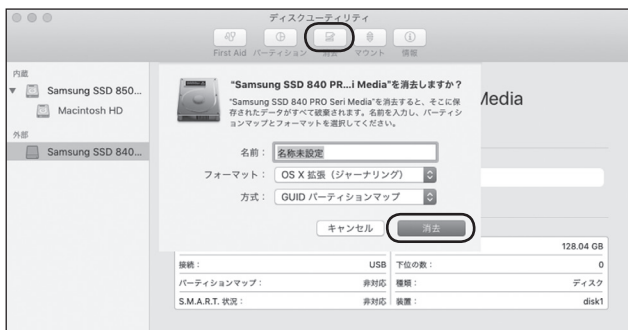 ディスクユーティリティ
First Aid パーティション 消去 マウント 情報
内蔵
Samsung SSD 850...
Macintosh HD
外部
Samsung SSD 840...
"Samsung SSD 840 PR...i Media"を消去しますか？
"Samsung SSD 840 PRO Seri Media"を消去すると、そこに保
存されたデータがすべて破棄されます。名前を入力し、パーティシ
ョンマップとフォーマットを選択してください。
Media
名前： 名称未設定
フォーマット： OS X 拡張（ジャーナリング）
方式： GUID パーティションマップ
キャンセル 消去
128.04 GB
接続： USB 下位の数： 0
パーティションマップ： 非対応 種類： ディスク
S.M.A.R.T. 状況： 非対応 装置： disk1